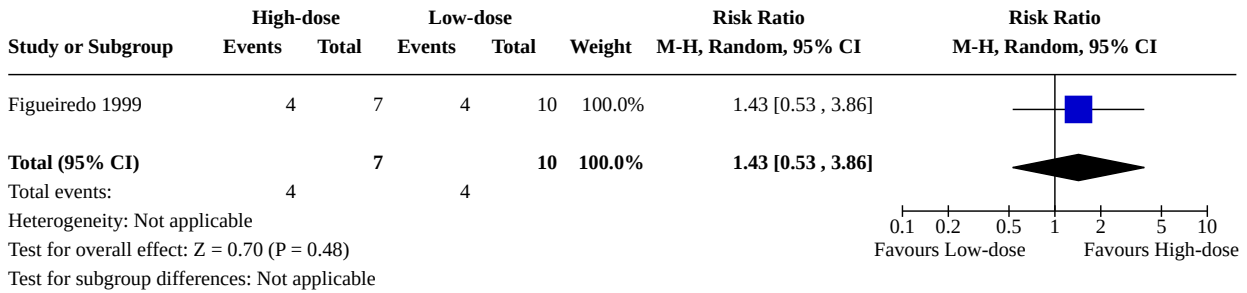 High-dose Low-dose Risk Ratio Risk Ratio
Study or Subgroup Events Total Events Total Weight M-H, Random, 95% CI M-H, Random, 95% CI
Figueiredo 1999 4 7 4 10 100.0% 1.43 [0.53 , 3.86]
Total (95% CI) 7 10 100.0% 1.43 [0.53 , 3.86]
Total events: 4 4
Heterogeneity: Not applicable
0.1 0.2 0.5 1 2 5 10
Test for overall effect: Z = 0.70 (P = 0.48) Favours Low-dose Favours High-dose
Test for subgroup differences: Not applicable